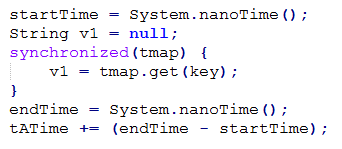 startTime = System.nanoTime();
String v1 = null;
synchronized(tmap) {
    v1 = tmap.get(key);
}
endTime = System.nanoTime();
tATime += (endTime - startTime);